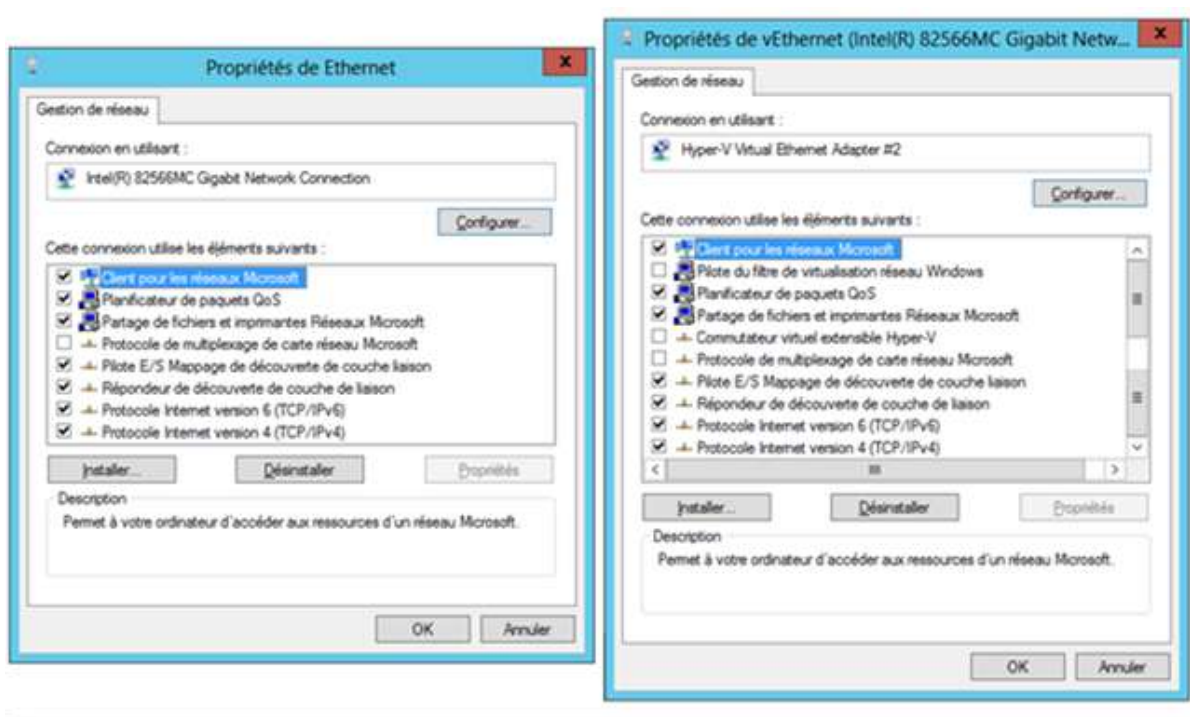 Propriétés de Ethernet
x
Gestion de réseau
Connexion en utilisant :
Intel(R) 82566MC Gigabit Network Connection
Configurer...
Cette connexion utilise les éléments suivants :
Client pour les réseaux Microsoft
Planificateur de paquets QoS
Partage de fichiers et imprimantes Réseaux Microsoft
Protocole de multiplexage de carte réseau Microsoft
Pilote E/S Mappage de découverte de couche liaison
Répondeur de découverte de couche de liaison
Protocole Internet version 6 (TCP/IPv6)
Protocole Internet version 4 (TCP/IPv4)
Installer...
Désinstaller
Propriétés
Description
Permet à votre ordinateur d'accéder aux ressources d'un réseau Microsoft.
OK
Annuler
Propriétés de vEthernet (Intel(R) 82566MC Gigabit Netw...
x
Gestion de réseau
Connexion en utilisant :
Hyper-V Virtual Ethernet Adapter #2
Configurer...
Cette connexion utilise les éléments suivants :
Client pour les réseaux Microsoft
Pilote du filtre de virtualisation réseau Windows
Planificateur de paquets QoS
Partage de fichiers et imprimantes Réseaux Microsoft
Commutateur virtuel extensible Hyper-V
Protocole de multiplexage de carte réseau Microsoft
Pilote E/S Mappage de découverte de couche liaison
Répondeur de découverte de couche de liaison
Protocole Internet version 6 (TCP/IPv6)
Protocole Internet version 4 (TCP/IPv4)
Installer...
Désinstaller
Propriétés
Description
Permet à votre ordinateur d'accéder aux ressources d'un réseau Microsoft.
OK
Annuler